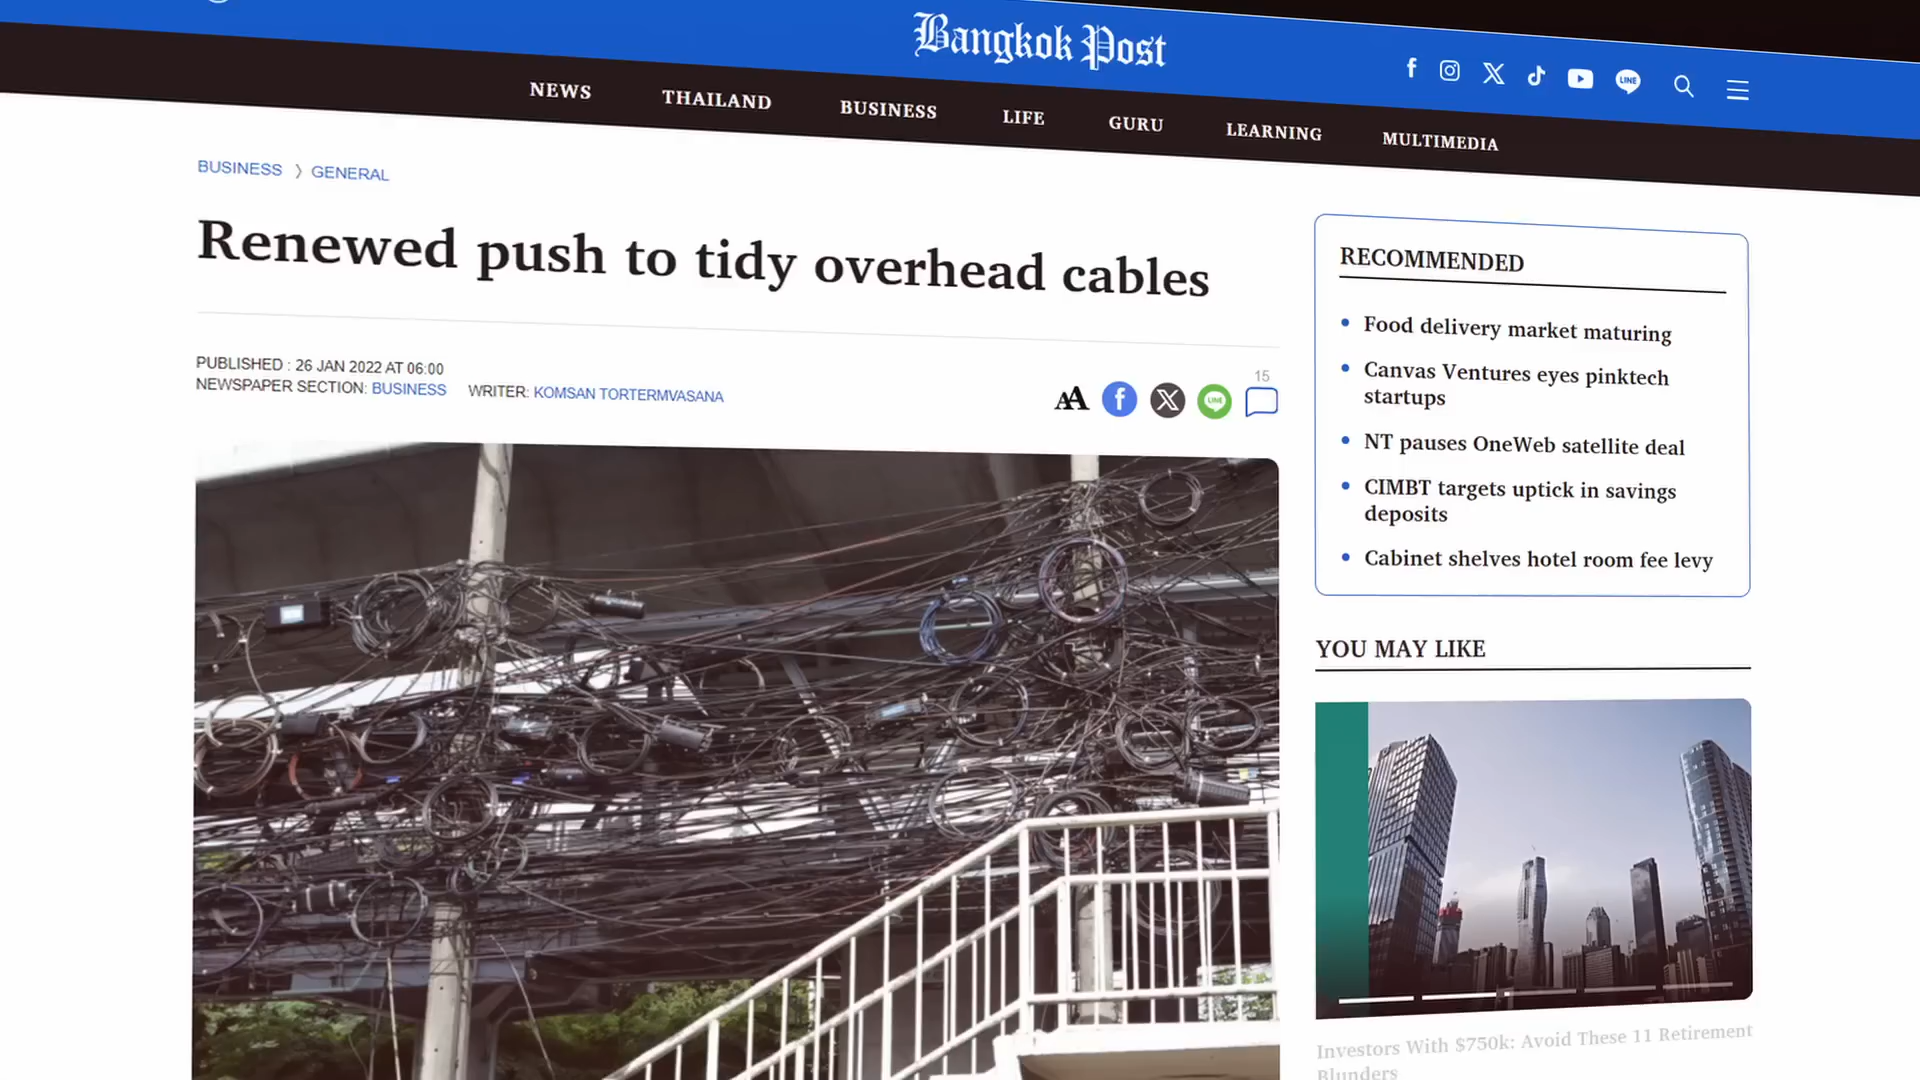 Bangkok Post
LINE
NEWS THAILAND BUSINESS LIFE GURU LEARNING MULTIMEDIA
BUSINESS > GENERAL
Renewed push to tidy overhead cables
PUBLISHED : 26 JAN 2022 AT 06:00
NEWSPAPER SECTION: BUSINESS WRITER: KOMSAN TORTERMVASANA
AA
LINE
15
RECOMMENDED
Food delivery market maturing
Canvas Ventures eyes pinktech
startups
NT pauses OneWeb satellite deal
CIMBT targets uptick in savings
deposits
Cabinet shelves hotel room fee levy
YOU MAY LIKE
Investors With $750k: Avoid These 11 Retirement
Blunders